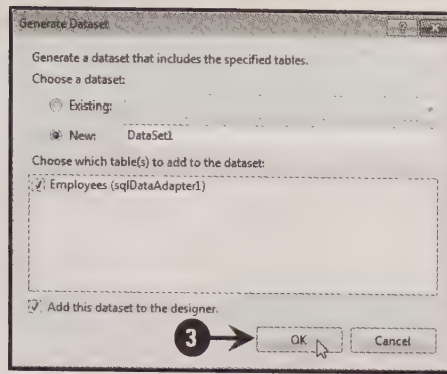 Generate Dataset
Generate a dataset that includes the specified tables.
Choose a dataset:
Existing:
New: DataSet1
Choose which table(s) to add to the dataset:
Employees (sqlDataAdapter1)
Add this dataset to the designer.
3
OK
Cancel